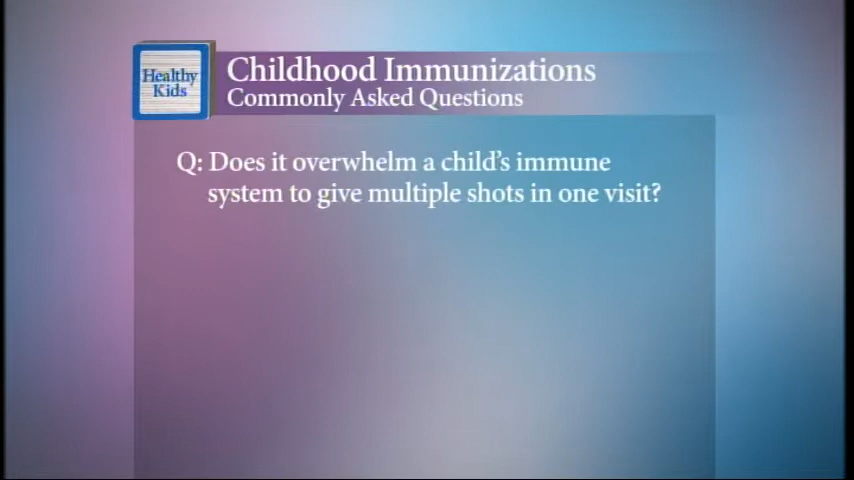 Healthy
Kids
Childhood Immunizations
Commonly Asked Questions
Q: Does it overwhelm a child's immune
system to give multiple shots in one visit?